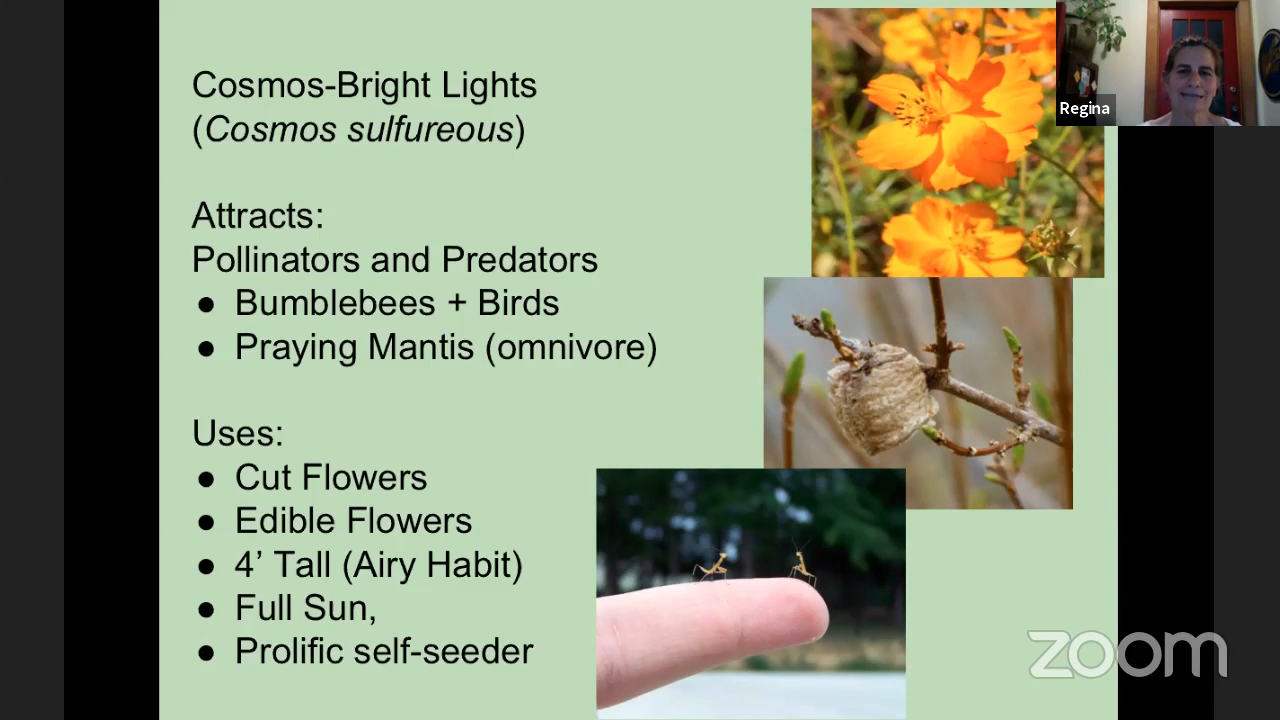 Cosmos-Bright Lights
(Cosmos sulfureous)
Attracts:
Pollinators and Predators
● Bumblebees + Birds
● Praying Mantis (omnivore)
Uses:
● Cut Flowers
● Edible Flowers
● 4’ Tall (Airy Habit)
● Full Sun,
● Prolific self-seeder
Regina
zoom